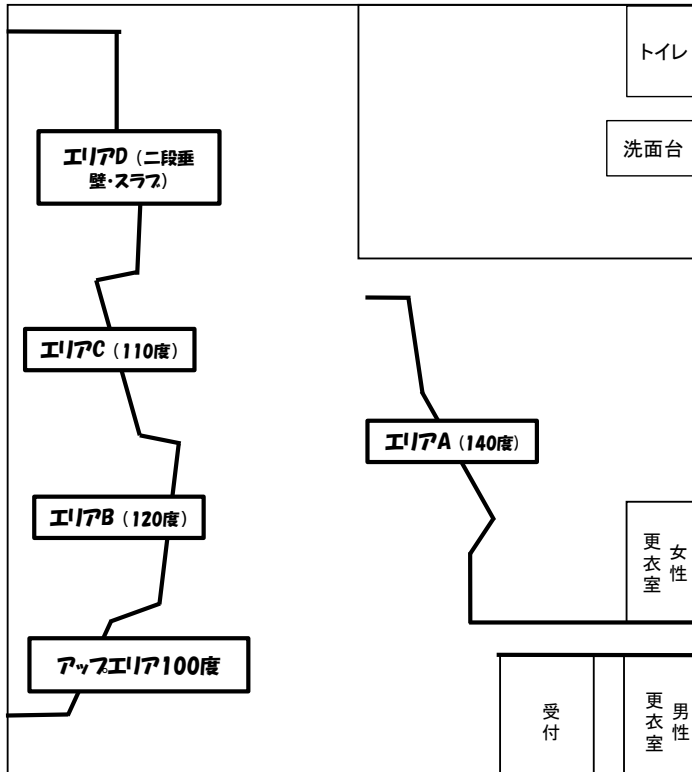 トイレ
洗面台
エリアD（二段垂
壁・スラブ）
エリアC（110度）
エリアA（140度）
エリアB（120度）
女性
更衣室
アップエリア100度
受付
男性
更衣室